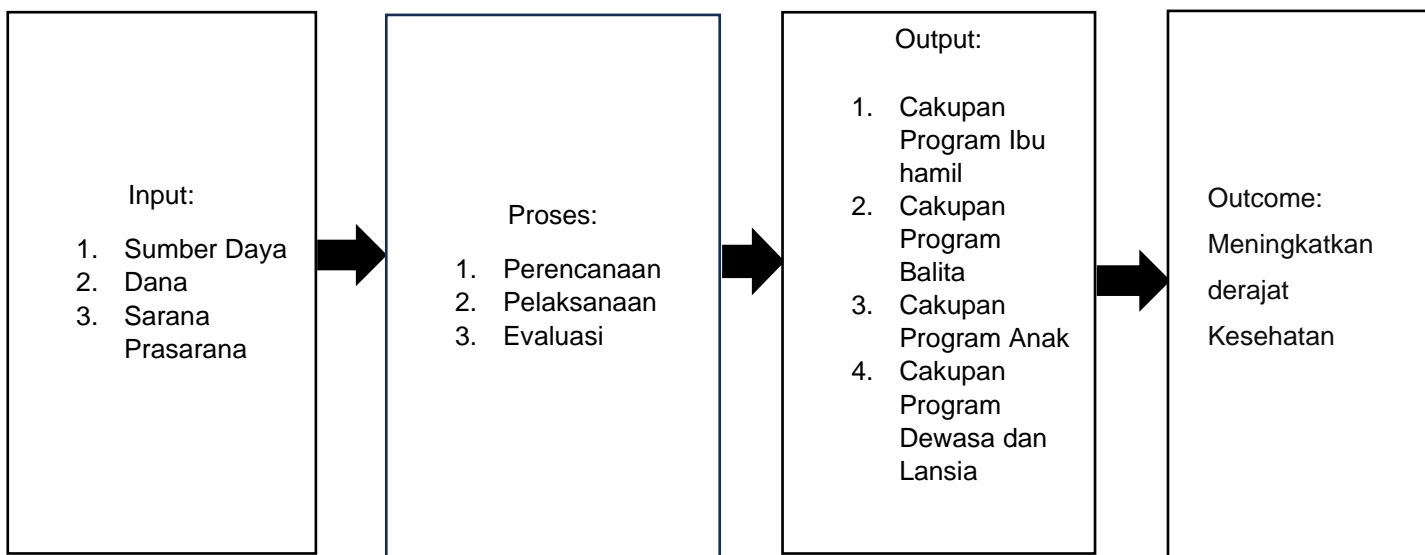 Input:
1. Sumber Daya
2. Dana
3. Sarana
Prasarana
Proses:
1. Perencanaan
2. Pelaksanaan
3. Evaluasi
Output:
1. Cakupan
Program Ibu
hamil
2. Cakupan
Program
Balita
3. Cakupan
Program Anak
4. Cakupan
Program
Dewasa dan
Lansia
Outcome:
Meningkatkan
derajat
Kesehatan